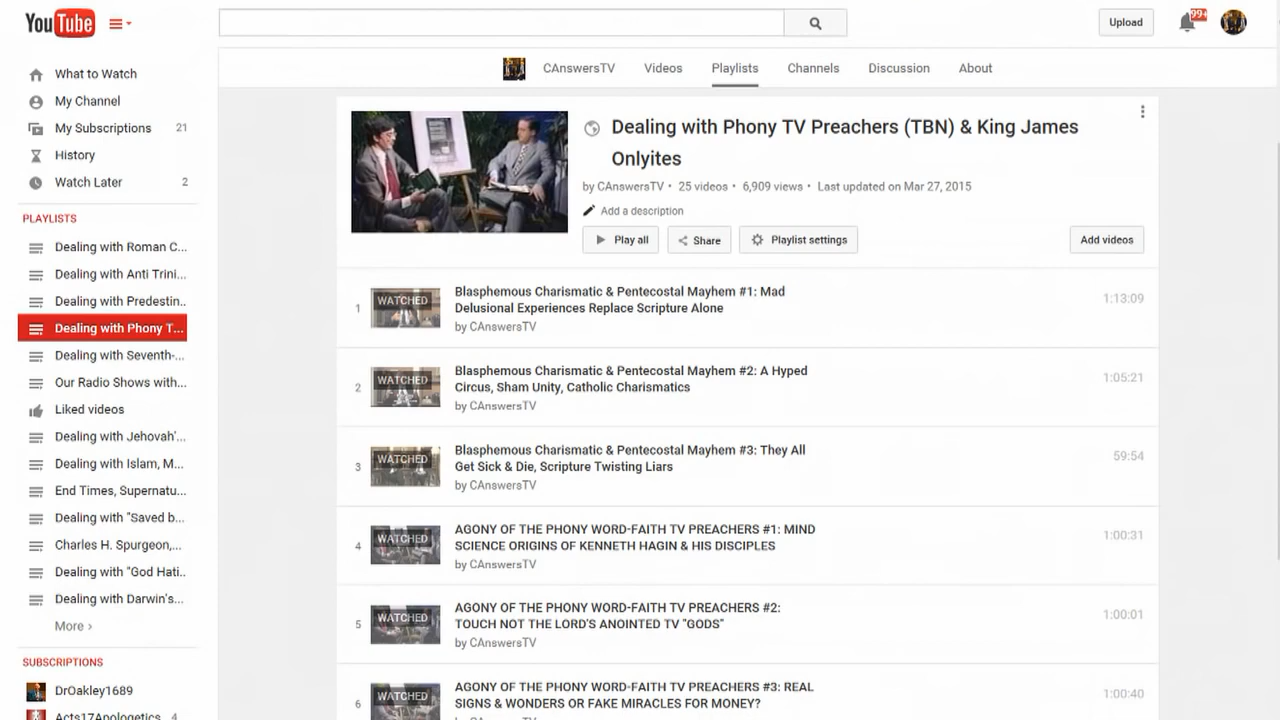 YouTube
Upload
99+
What to Watch
My Channel
My Subscriptions 21
History
Watch Later 2
PLAYLISTS
Dealing with Roman C...
Dealing with Anti Trini...
Dealing with Predestin..
Dealing with Phony T...
Dealing with Seventh-...
Our Radio Shows with...
Liked videos
Dealing with Jehovah'...
Dealing with Islam, M...
End Times, Supernatu...
Dealing with "Saved b...
Charles H. Spurgeon,...
Dealing with "God Hati..
Dealing with Darwin's...
More ›
SUBSCRIPTIONS
DrOakley1689
Acts17Apologetics 4
CAnswersTV Videos Playlists Channels Discussion About
Dealing with Phony TV Preachers (TBN) & King James
Onlyites
by CAnswersTV • 25 videos • 6,909 views • Last updated on Mar 27, 2015
Add a description
Play all Share Playlist settings Add videos
1 WATCHED Blasphemous Charismatic & Pentecostal Mayhem #1: Mad 1:13:09
Delusional Experiences Replace Scripture Alone
by CAnswersTV
2 WATCHED Blasphemous Charismatic & Pentecostal Mayhem #2: A Hyped 1:05:21
Circus, Sham Unity, Catholic Charismatics
by CAnswersTV
3 WATCHED Blasphemous Charismatic & Pentecostal Mayhem #3: They All 59:54
Get Sick & Die, Scripture Twisting Liars
by CAnswersTV
4 WATCHED AGONY OF THE PHONY WORD-FAITH TV PREACHERS #1: MIND 1:00:31
SCIENCE ORIGINS OF KENNETH HAGIN & HIS DISCIPLES
by CAnswersTV
5 WATCHED AGONY OF THE PHONY WORD-FAITH TV PREACHERS #2: 1:00:01
TOUCH NOT THE LORD'S ANOINTED TV "GODS"
by CAnswersTV
6 WATCHED AGONY OF THE PHONY WORD-FAITH TV PREACHERS #3: REAL 1:00:40
SIGNS & WONDERS OR FAKE MIRACLES FOR MONEY?
by CAnswersTV